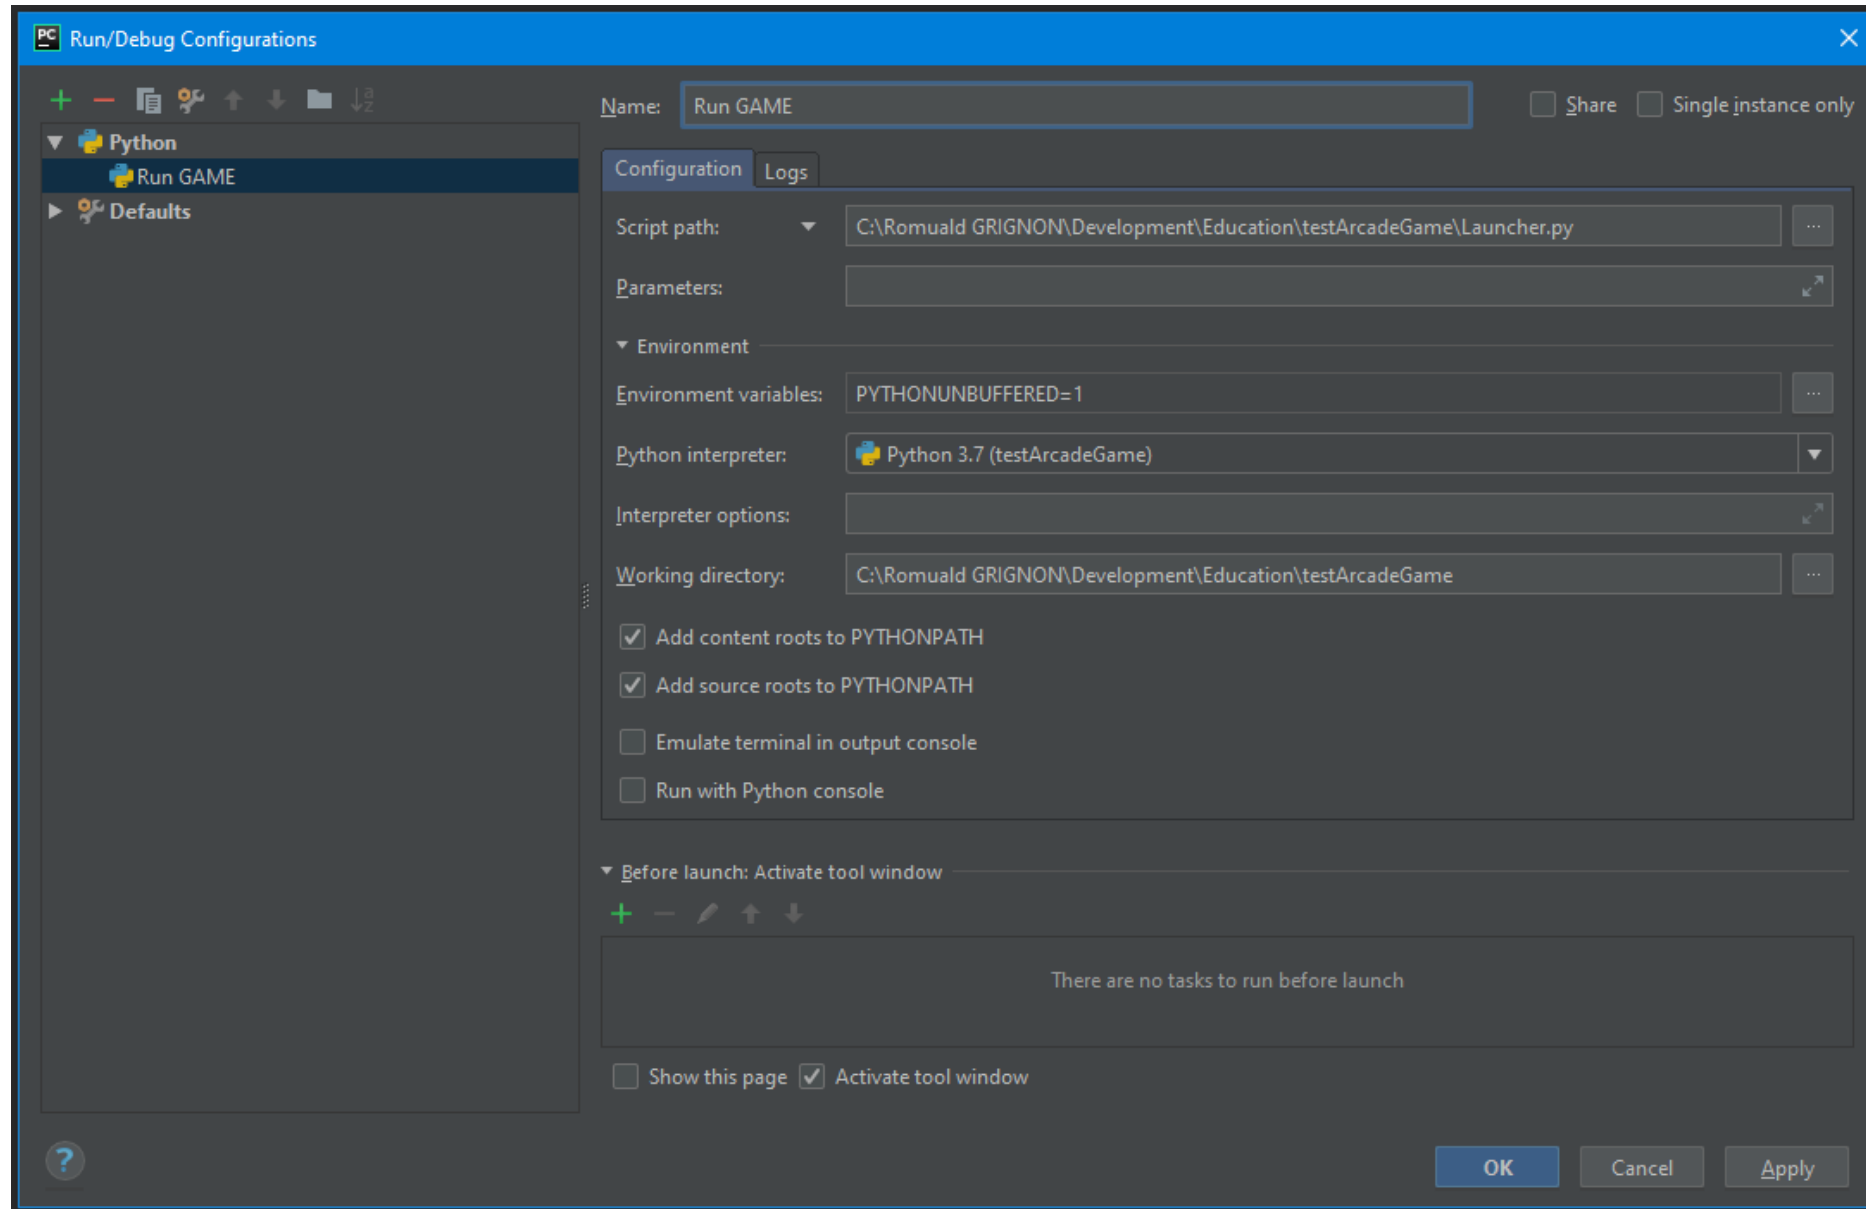 PC Run/Debug Configurations
Name: Run GAME Share Single instance only
Python
Run GAME
Defaults
Configuration Logs
Script path: C:\Romuald GRIGNON\Development\Education\testArcadeGame\Launcher.py ...
Parameters:
Environment
Environment variables: PYTHONUNBUFFERED=1 ...
Python interpreter: Python 3.7 (testArcadeGame)
Interpreter options:
Working directory: C:\Romuald GRIGNON\Development\Education\testArcadeGame ...
Add content roots to PYTHONPATH
Add source roots to PYTHONPATH
Emulate terminal in output console
Run with Python console
Before launch: Activate tool window
There are no tasks to run before launch
Show this page Activate tool window
? OK Cancel Apply